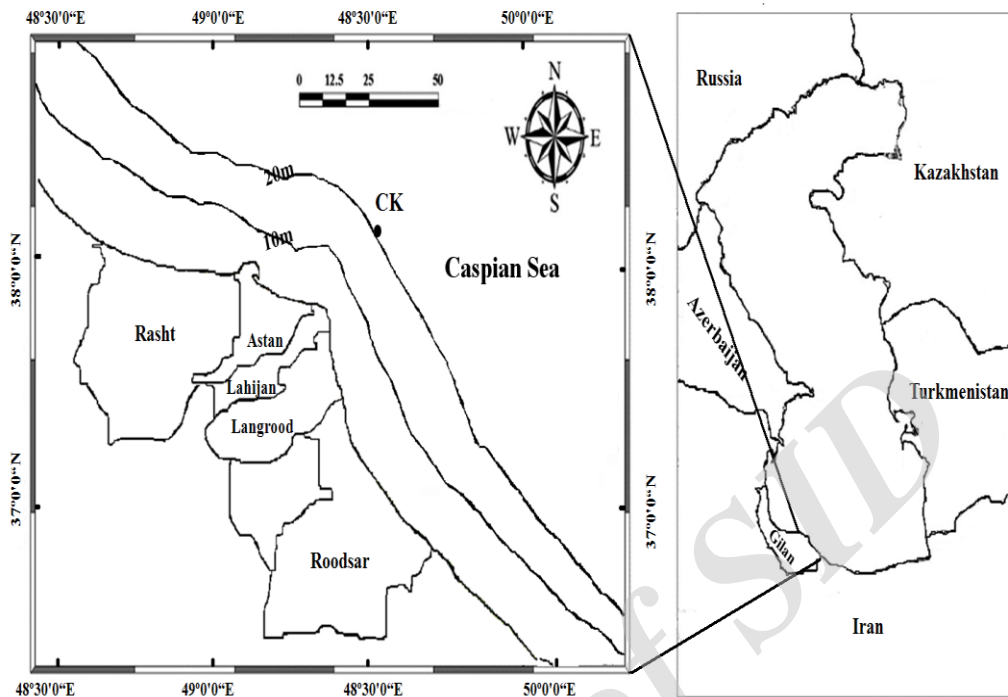 48°30'0"E
49°0'0"E
48°30'0"E
50°0'0"E
0 12.5 25 50
N
W E
S
20m
CK
10m
Caspian Sea
38°0'0"N
37°0'0"N
Rasht
Astan
Lahijan
Langrood
Roodsar
38°0'0"N
37°0'0"N
48°30'0"E
49°0'0"E
48°30'0"E
50°0'0"E
Russia
Kazakhstan
Azerbaijan
Turkmenistan
Gilan
Iran
of SID